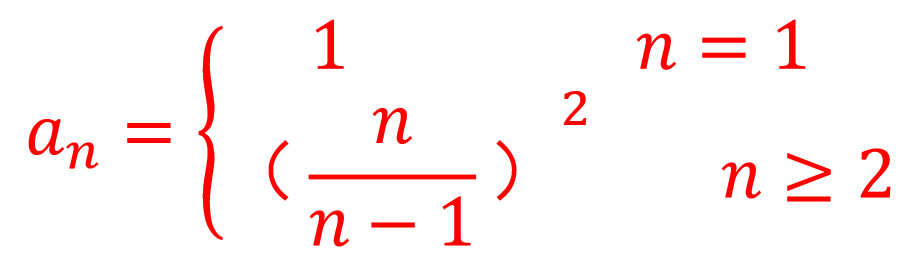 a_n = { 1    n = 1
(n/(n − 1))^2    n ≥ 2